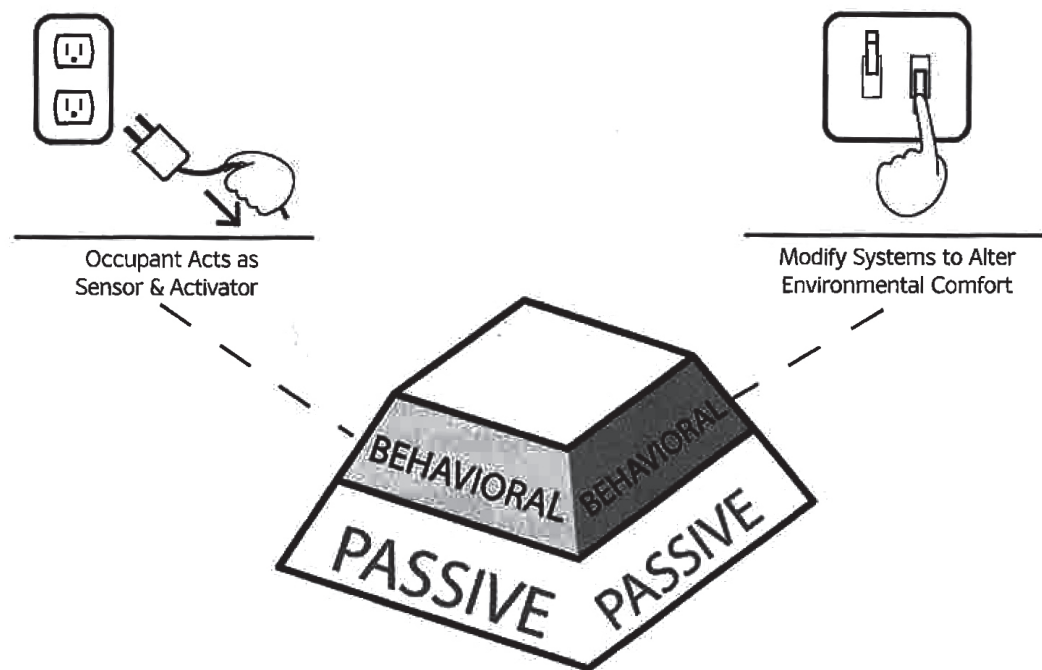 Occupant Acts as
Sensor & Activator
Modify Systems to Alter
Environmental Comfort
BEHAVIORAL
BEHAVIORAL
PASSIVE
PASSIVE